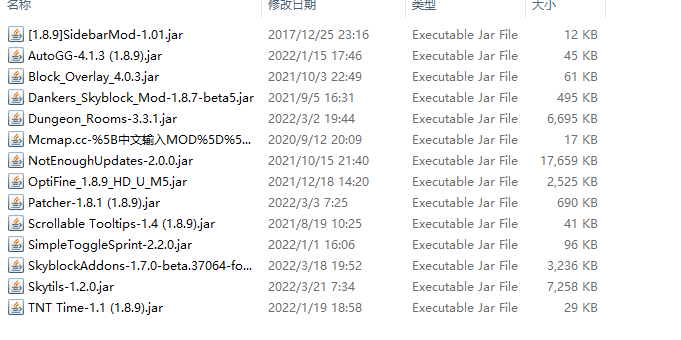 名称 修改日期 类型 大小
[1.8.9]SidebarMod-1.01.jar 2017/12/25 23:16 Executable Jar File 12 KB
AutoGG-4.1.3 (1.8.9).jar 2022/1/15 17:46 Executable Jar File 45 KB
Block_Overlay_4.0.3.jar 2021/10/3 22:49 Executable Jar File 61 KB
Dankers_Skyblock_Mod-1.8.7-beta5.jar 2021/9/5 16:31 Executable Jar File 495 KB
Dungeon_Rooms-3.3.1.jar 2022/3/2 19:44 Executable Jar File 6,695 KB
Mcmap.cc-%5B中文输入MOD%5D%5... 2020/9/12 20:09 Executable Jar File 17 KB
NotEnoughUpdates-2.0.0.jar 2021/10/15 21:40 Executable Jar File 17,659 KB
OptiFine_1.8.9_HD_U_M5.jar 2021/12/18 14:20 Executable Jar File 2,525 KB
Patcher-1.8.1 (1.8.9).jar 2022/3/3 7:25 Executable Jar File 690 KB
Scrollable Tooltips-1.4 (1.8.9).jar 2021/8/19 10:25 Executable Jar File 41 KB
SimpleToggleSprint-2.2.0.jar 2022/1/1 16:06 Executable Jar File 96 KB
SkyblockAddons-1.7.0-beta.37064-fo... 2022/3/18 19:52 Executable Jar File 3,236 KB
Skytils-1.2.0.jar 2022/3/21 7:34 Executable Jar File 7,258 KB
TNT Time-1.1 (1.8.9).jar 2022/1/19 18:58 Executable Jar File 29 KB